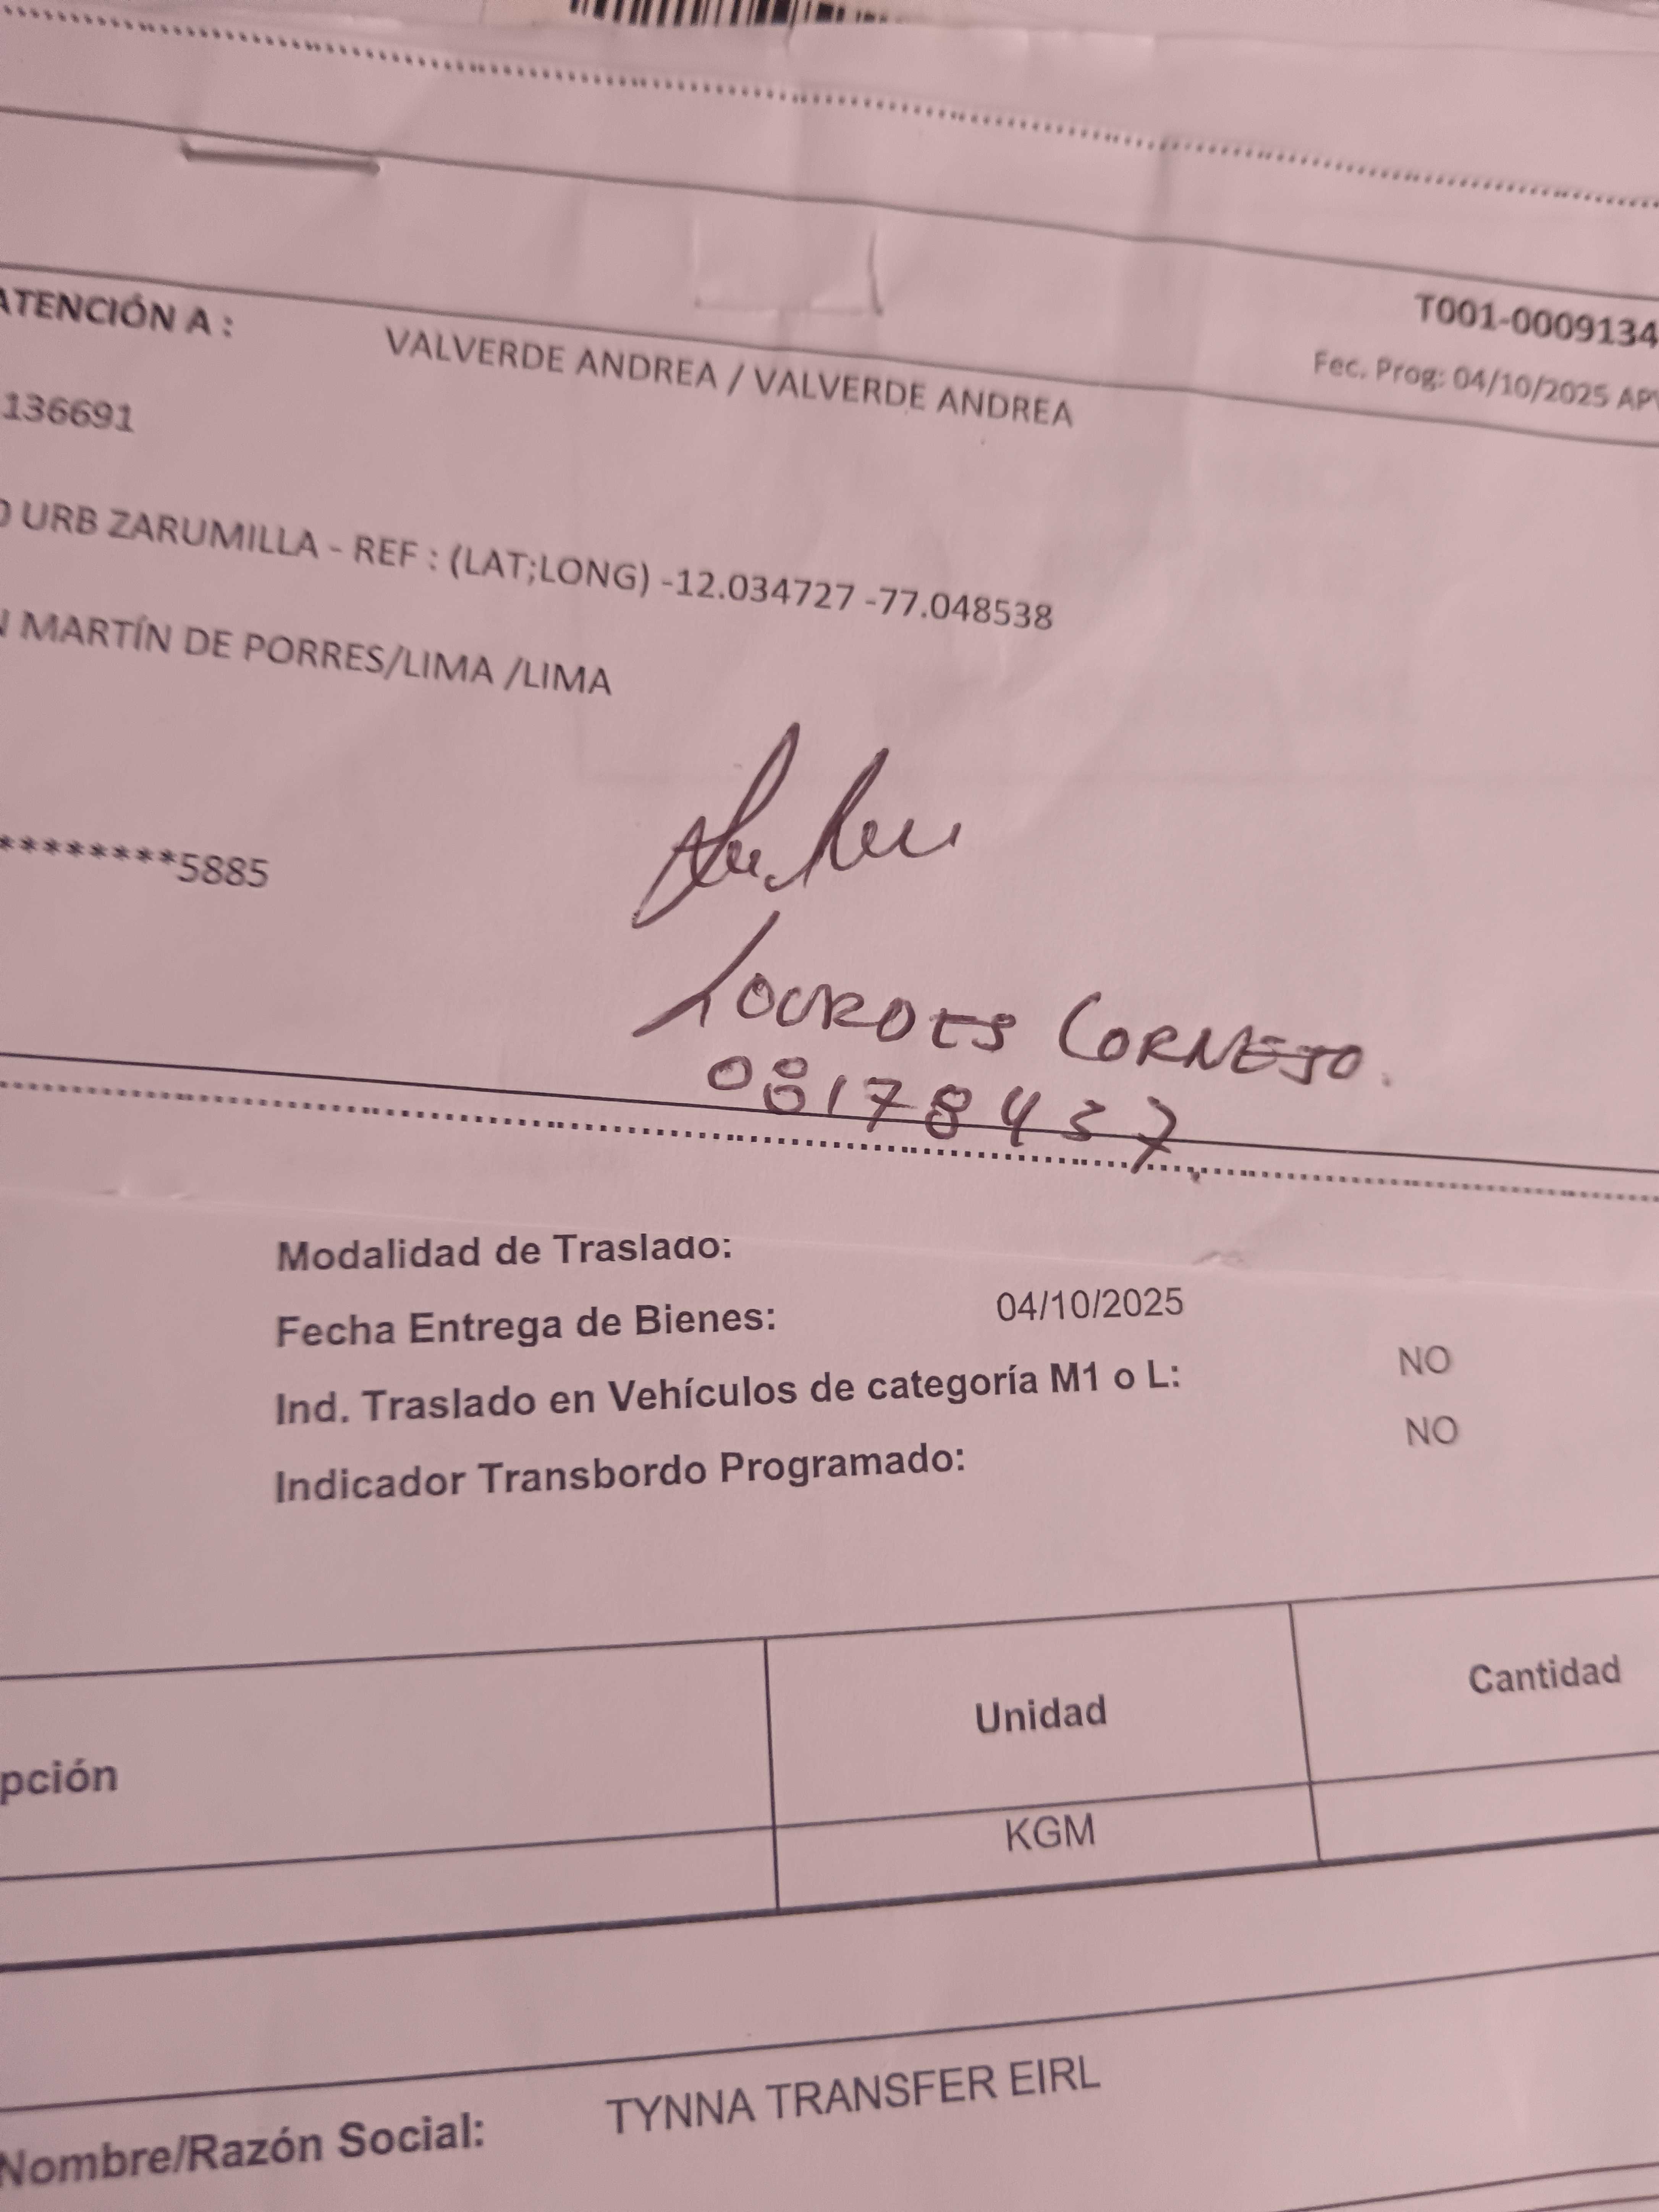 ATENCIÓN A :
VALVERDE ANDREA / VALVERDE ANDREA
T001-0009134
Fec. Prog: 04/10/2025
136691
URB ZARUMILLA - REF : (LAT;LONG) -12.034727 -77.048538
MARTÍN DE PORRES/LIMA /LIMA
********5885
LOURDES CORNEJO.
08178437
Modalidad de Traslado:
Fecha Entrega de Bienes: 04/10/2025
Ind. Traslado en Vehículos de categoría M1 o L: NO
Indicador Transbordo Programado: NO
pción Unidad Cantidad
KGM
Nombre/Razón Social: TYNNA TRANSFER EIRL